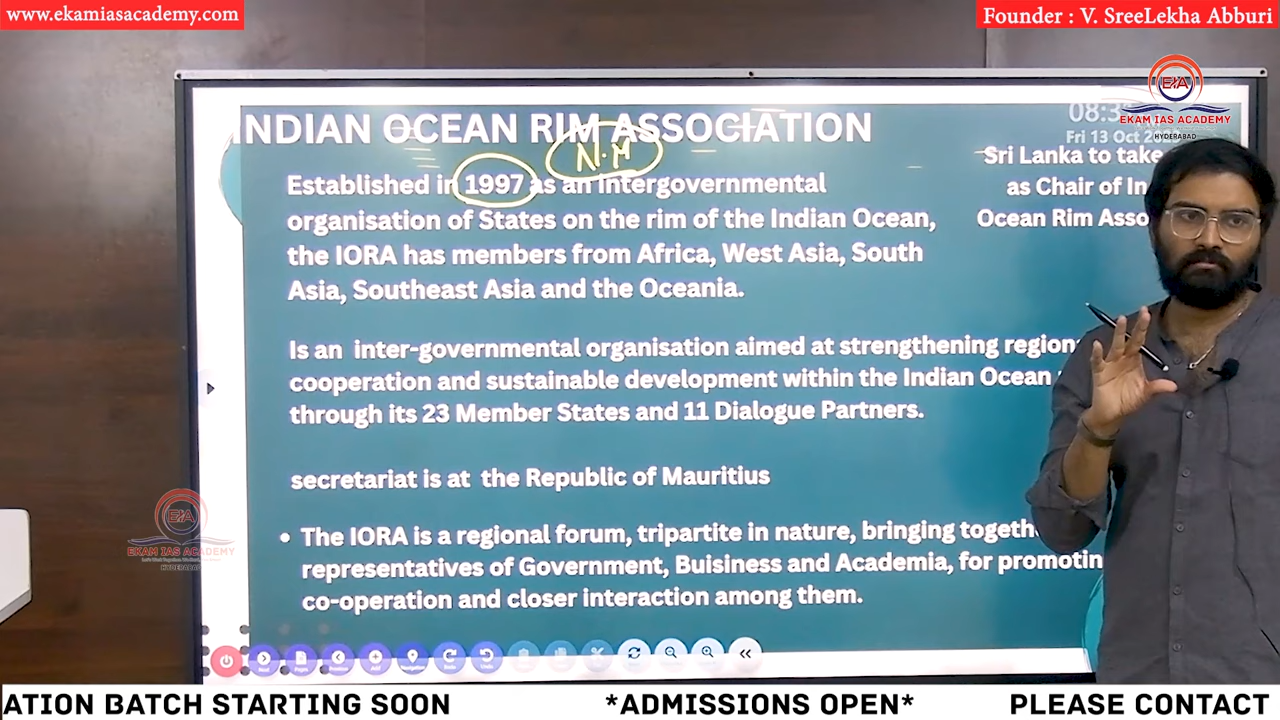 www.ekamiasacademy.com
Founder : V. SreeLekha Abburi
INDIAN OCEAN RIM ASSOCIATION
N.M
Established in 1997 as an intergovernmental
organisation of States on the rim of the Indian Ocean,
the IORA has members from Africa, West Asia, South
Asia, Southeast Asia and the Oceania.
Is an inter-governmental organisation aimed at strengthening
cooperation and sustainable development within the Indian Ocean
through its 23 Member States and 11 Dialogue Partners.
secretariat is at the Republic of Mauritius
• The IORA is a regional forum, tripartite in nature, bringing
representatives of Government, Buisiness and Academia, for
co-operation and closer interaction among them.
Fri 13 Oct
Sri Lanka to take
as Chair of
Ocean Rim
EIA
EKAM IAS ACADEMY
HYDERABAD
EIA
EKAM IAS ACADEMY
HYDERABAD
ATION BATCH STARTING SOON *ADMISSIONS OPEN* PLEASE CONTACT